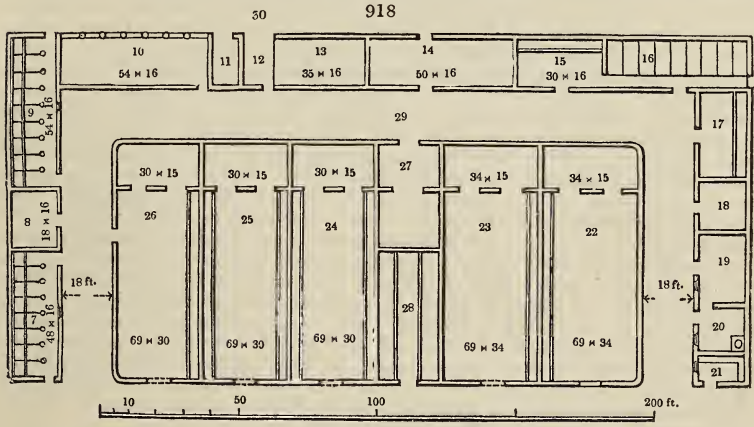 30 918
10 11 12 13 14 15 16
54 × 16 35 × 16 50 × 16 30 × 16
9 54 × 16
29
17
30 × 15 30 × 15 30 × 15 27 34 × 15 34 × 15
8 18 × 16
26 25 24 23 22
18
19
18 ft. 18 ft.
28
7 48 × 16
20
69 × 30 69 × 30 69 × 30 69 × 34 69 × 34
21
10 50 100 200 ft.